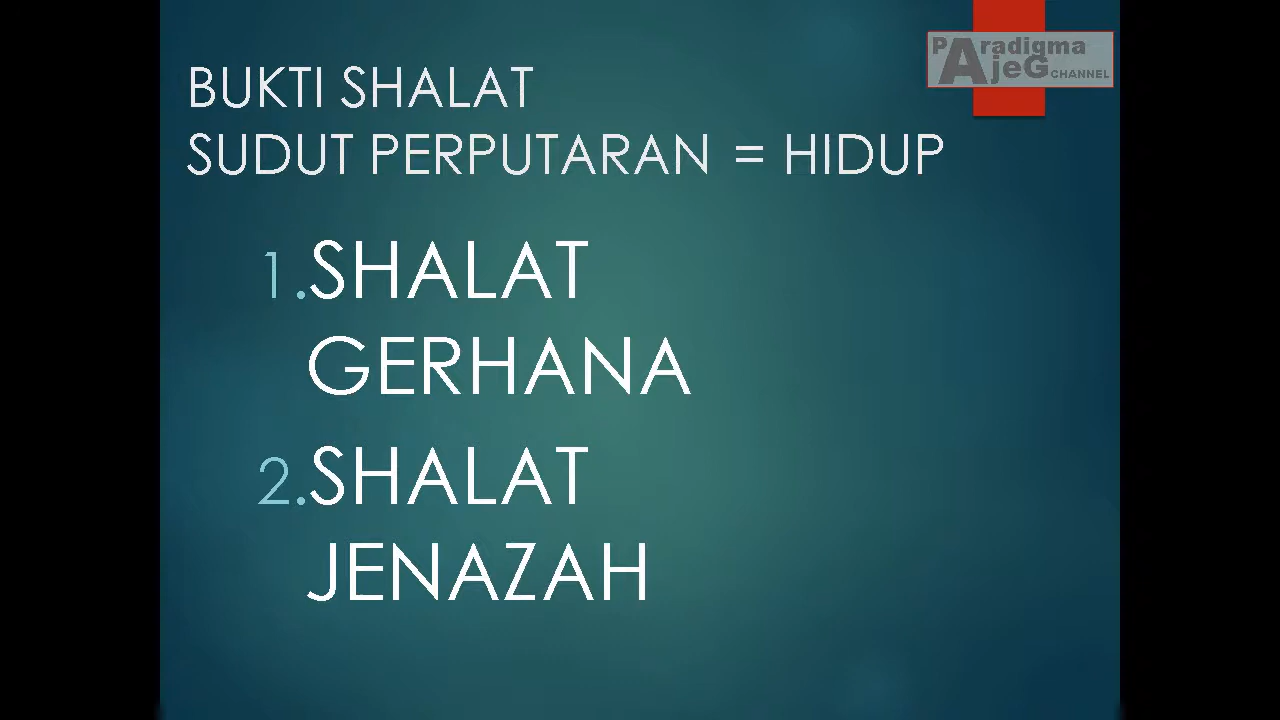 Paradigma
AjeG CHANNEL
BUKTI SHALAT
SUDUT PERPUTARAN = HIDUP
1. SHALAT
GERHANA
2. SHALAT
JENAZAH